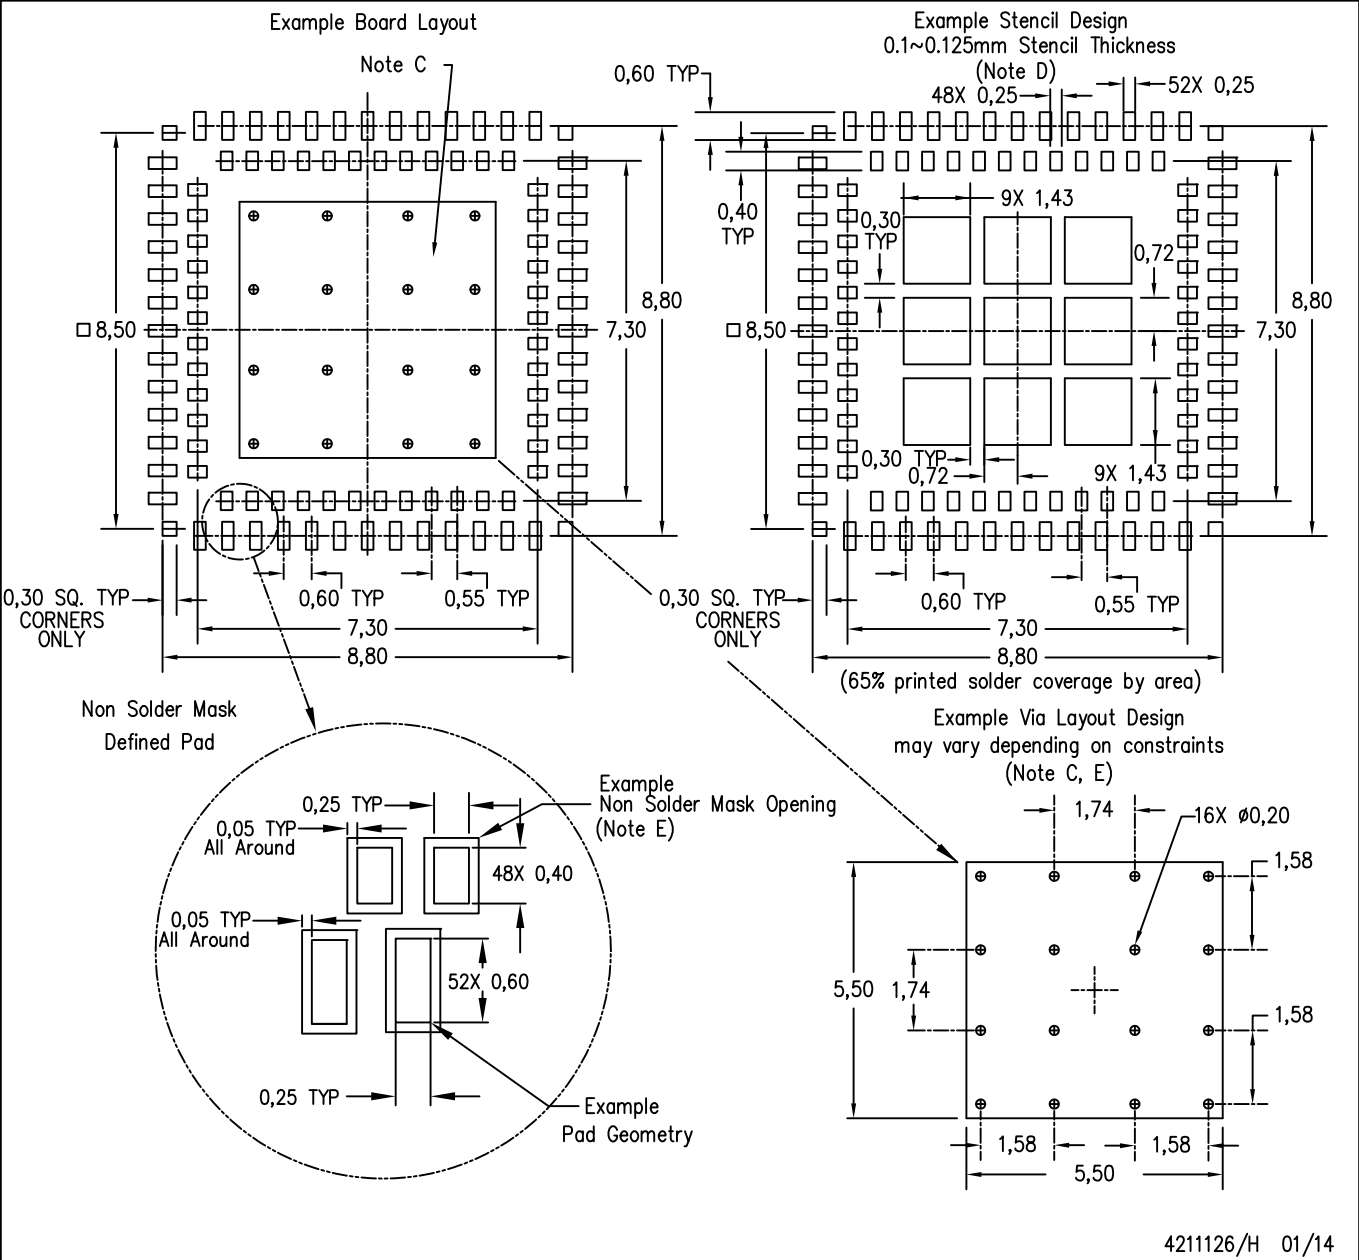 Example Board Layout
Note C
8,50
7,30
8,80
0,30 SQ. TYP
CORNERS
ONLY
0,60 TYP
0,55 TYP
7,30
8,80
Example Stencil Design
0.1~0.125mm Stencil Thickness
(Note D)
0,60 TYP
48X 0,25
52X 0,25
0,40
TYP
0,30
TYP
9X 1,43
0,72
8,50
7,30
8,80
0,30 TYP
0,72
9X 1,43
0,30 SQ. TYP
CORNERS
ONLY
0,60 TYP
0,55 TYP
7,30
8,80
(65% printed solder coverage by area)
Non Solder Mask
Defined Pad
0,25 TYP
0,05 TYP
All Around
Example
Non Solder Mask Opening
(Note E)
48X 0,40
0,05 TYP
All Around
52X 0,60
0,25 TYP
Example
Pad Geometry
Example Via Layout Design
may vary depending on constraints
(Note C, E)
1,74
16X ø0,20
1,58
5,50
1,74
1,58
1,58
1,58
5,50
4211126/H 01/14